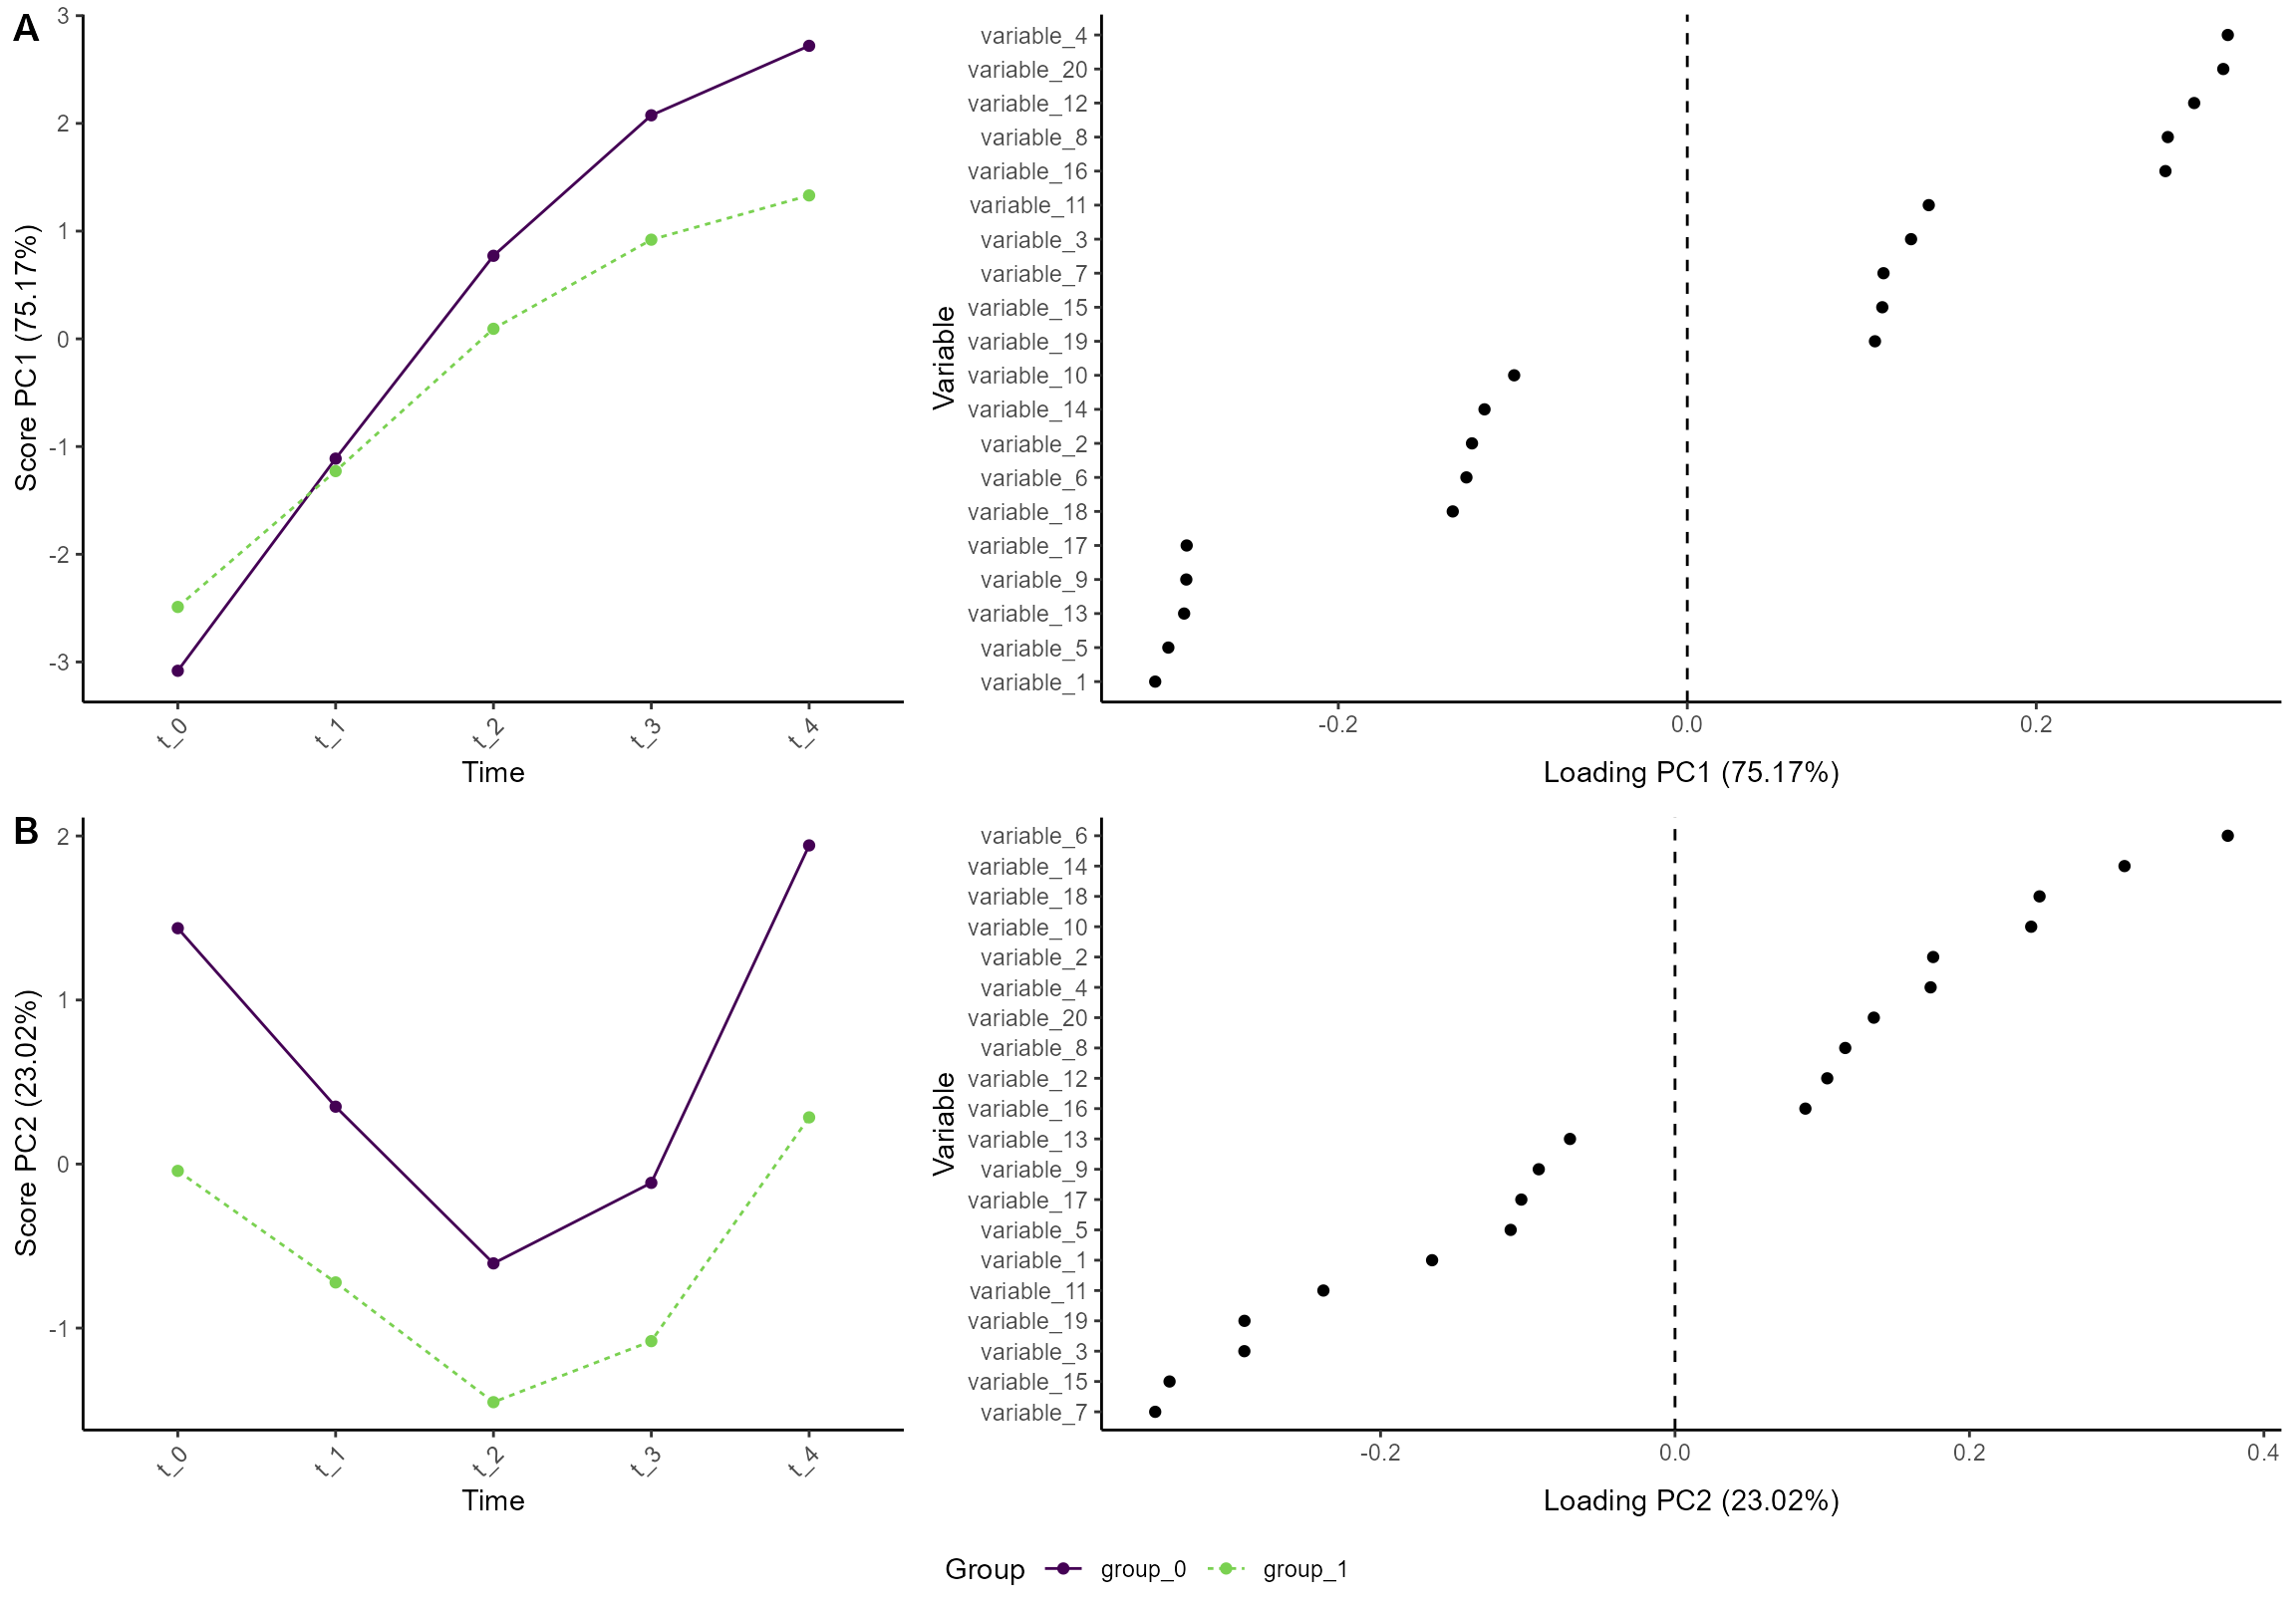 A
Score PC1 (75.17%)
3
2
1
0
-1
-2
-3
t_0
t_1
t_2
t_3
t_4
Time
Variable
variable_4
variable_20
variable_12
variable_8
variable_16
variable_11
variable_3
variable_7
variable_15
variable_19
variable_10
variable_14
variable_2
variable_6
variable_18
variable_17
variable_9
variable_13
variable_5
variable_1
-0.2
0.0
0.2
Loading PC1 (75.17%)
B
Score PC2 (23.02%)
2
1
0
-1
t_0
t_1
t_2
t_3
t_4
Time
Variable
variable_6
variable_14
variable_18
variable_10
variable_2
variable_4
variable_20
variable_8
variable_12
variable_16
variable_13
variable_9
variable_17
variable_5
variable_1
variable_11
variable_19
variable_3
variable_15
variable_7
-0.2
0.0
0.2
0.4
Loading PC2 (23.02%)
Group group_0 group_1